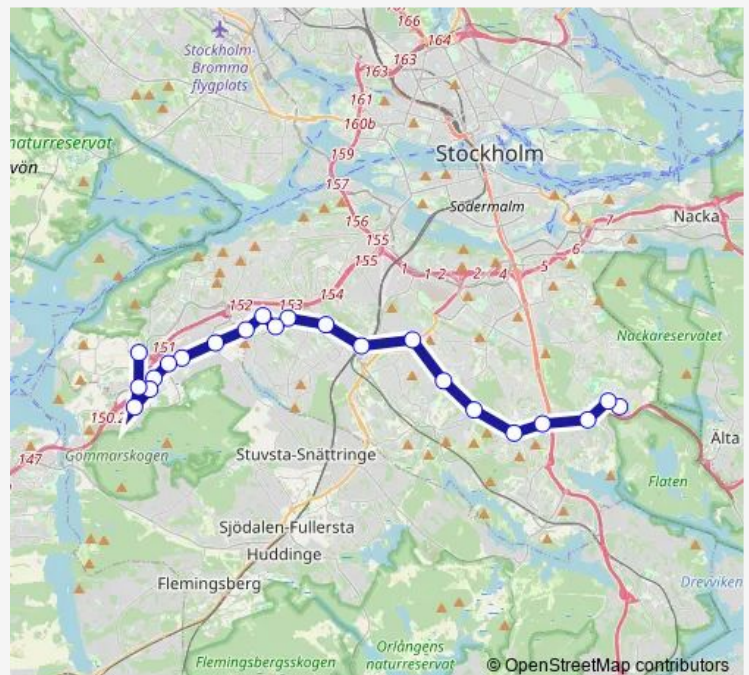 166
164
163
Stockholm-
Bromma
flygplats
163
161
160b
naturreservat
vön
159
Stockholm
157
Södermalm
156
Nacka
7
155
6
155
1
1
2
2
4
5
154
152
153
151
Nackareservatet
150.2
147
Gömmarskogen
Stuvsta-Snättringe
Älta
Flaten
Sjödalen-Fullersta
Huddinge
Flemingsberg
Drevviken
Orlångens
naturreservat
Flemingsbergsskogen
© OpenStreetMap contributors